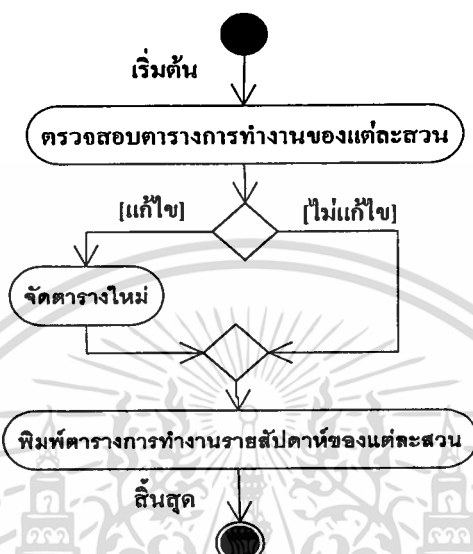 เริ่มต้น
ตรวจสอบตารางการทำงานของแต่ละสวน
[แก้ไข]
[ไม่แก้ไข]
จัดตารางใหม่
พิมพ์ตารางการทำงานรายสัปดาห์ของแต่ละสวน
สิ้นสุด